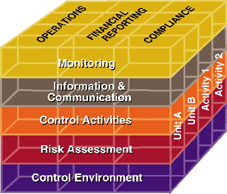 OPERATIONS
FINANCIAL
REPORTING
COMPLIANCE
Monitoring
Information &
Communication
Control Activities
Risk Assessment
Control Environment
Unit A
Unit B
Activity 1
Activity 2